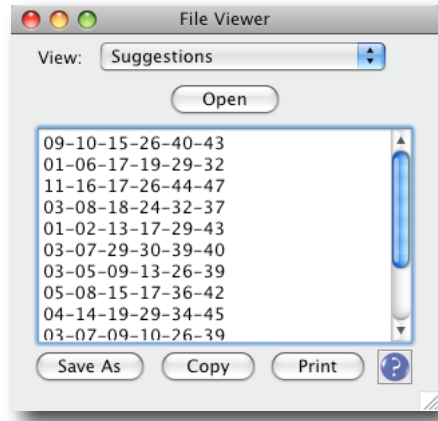 File Viewer
View: Suggestions
Open
09-10-15-26-40-43
01-06-17-19-29-32
11-16-17-26-44-47
03-08-18-24-32-37
01-02-13-17-29-43
03-07-29-30-39-40
03-05-09-13-26-39
05-08-15-17-36-42
04-14-19-29-34-45
03-07-09-10-26-39
Save As Copy Print ?